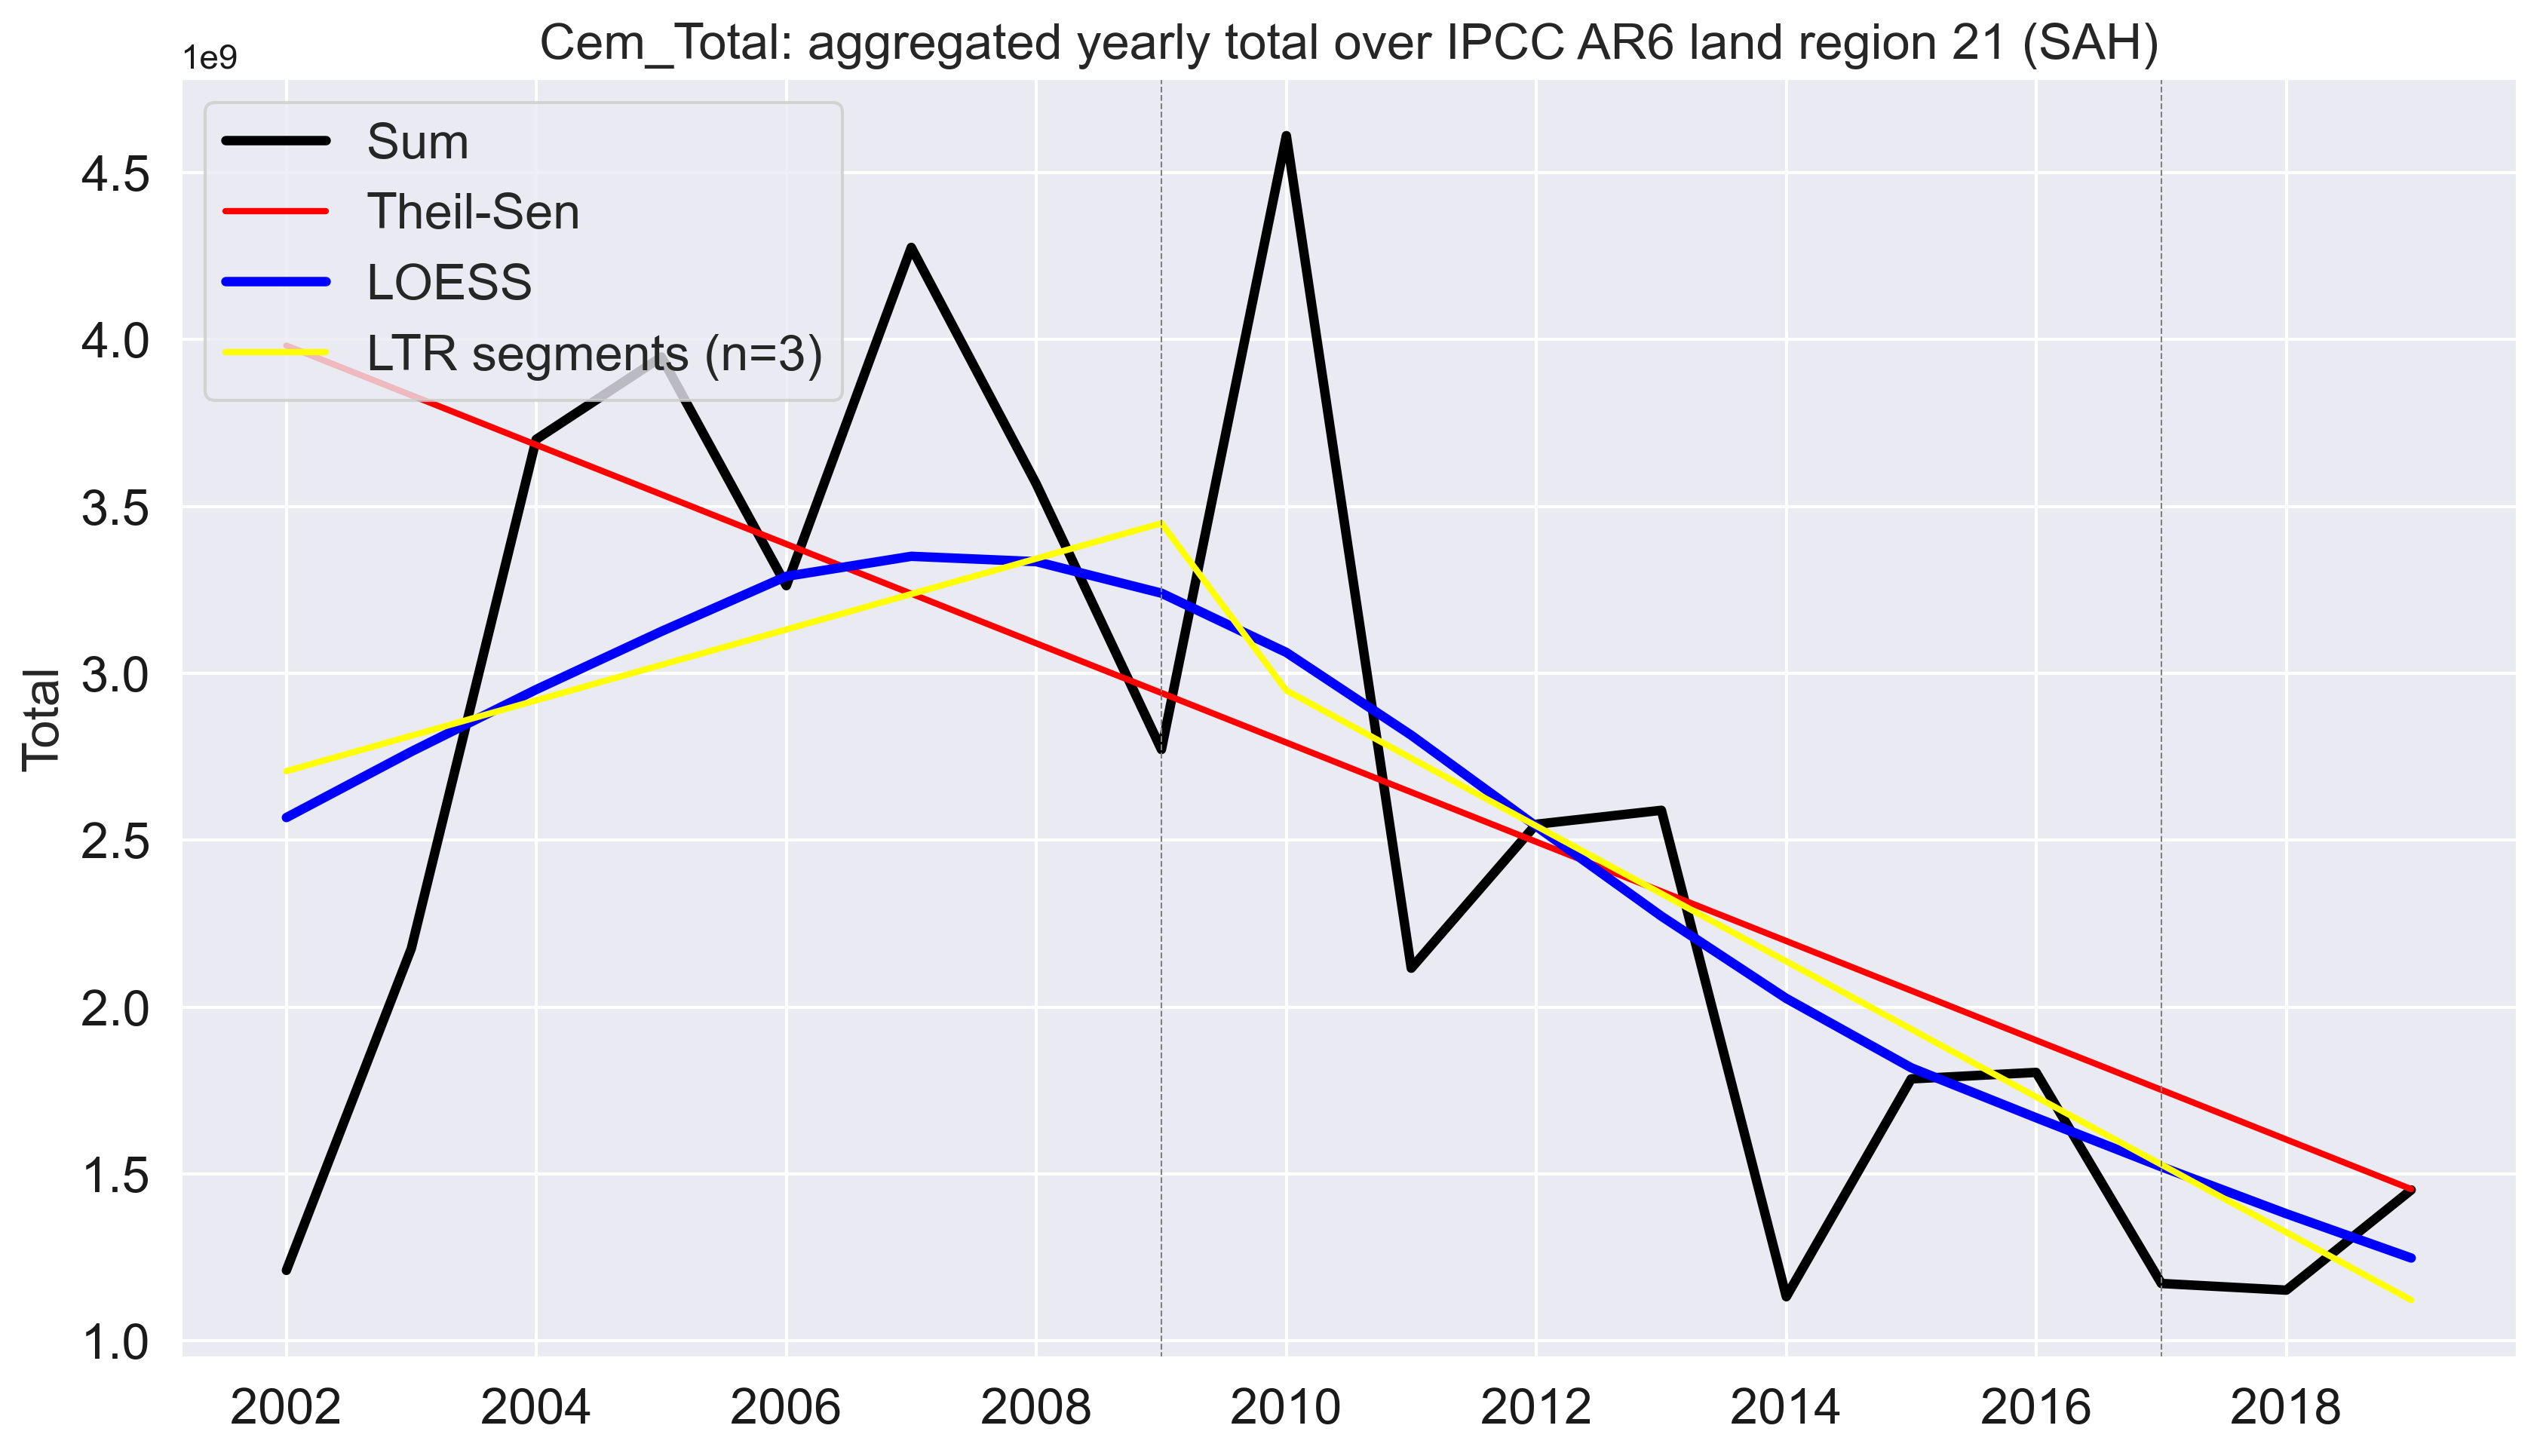 Cem_Total: aggregated yearly total over IPCC AR6 land region 21 (SAH)
1e9
Sum
Theil-Sen
LOESS
LTR segments (n=3)
4.5
4.0
3.5
3.0
2.5
2.0
1.5
1.0
Total
2002 2004 2006 2008 2010 2012 2014 2016 2018